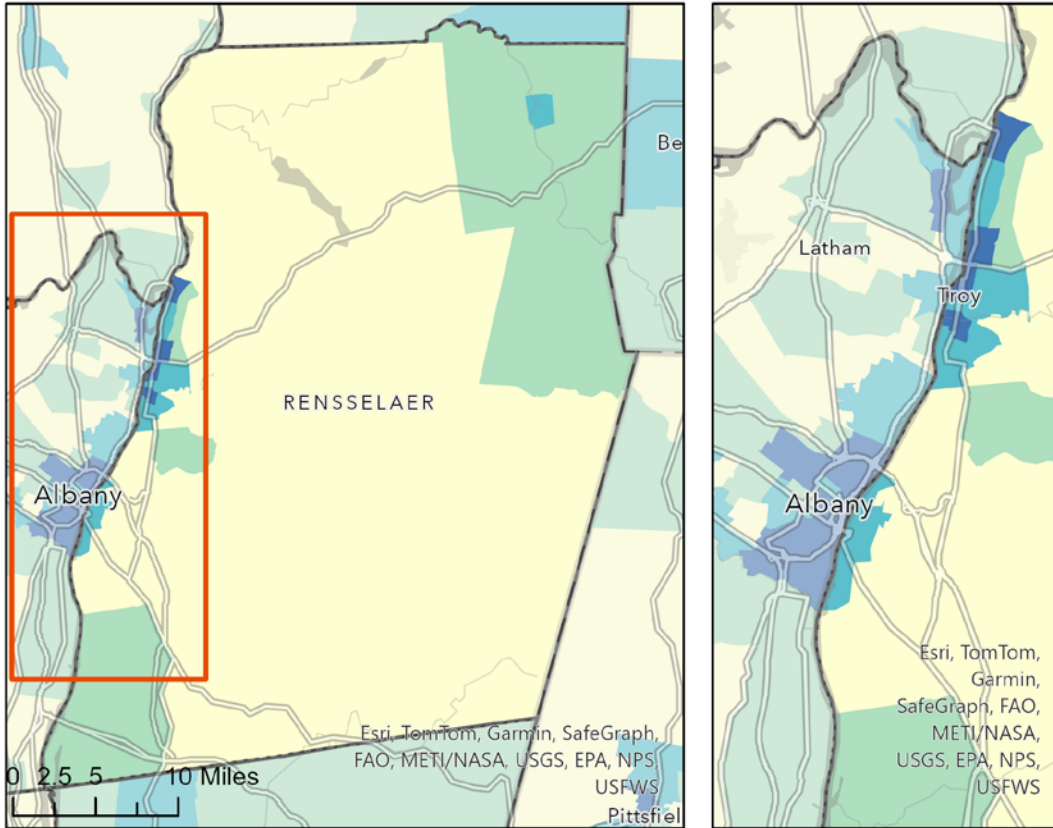 Be
RENSSELAER
Albany
Esri, TomTom, Garmin, SafeGraph,
FAO, METI/NASA, USGS, EPA, NPS,
USFWS
0 2.5 5 10 Miles
Pittsfiel
Latham
Troy
Albany
Esri, TomTom,
Garmin,
SafeGraph, FAO,
METI/NASA,
USGS, EPA, NPS,
USFWS